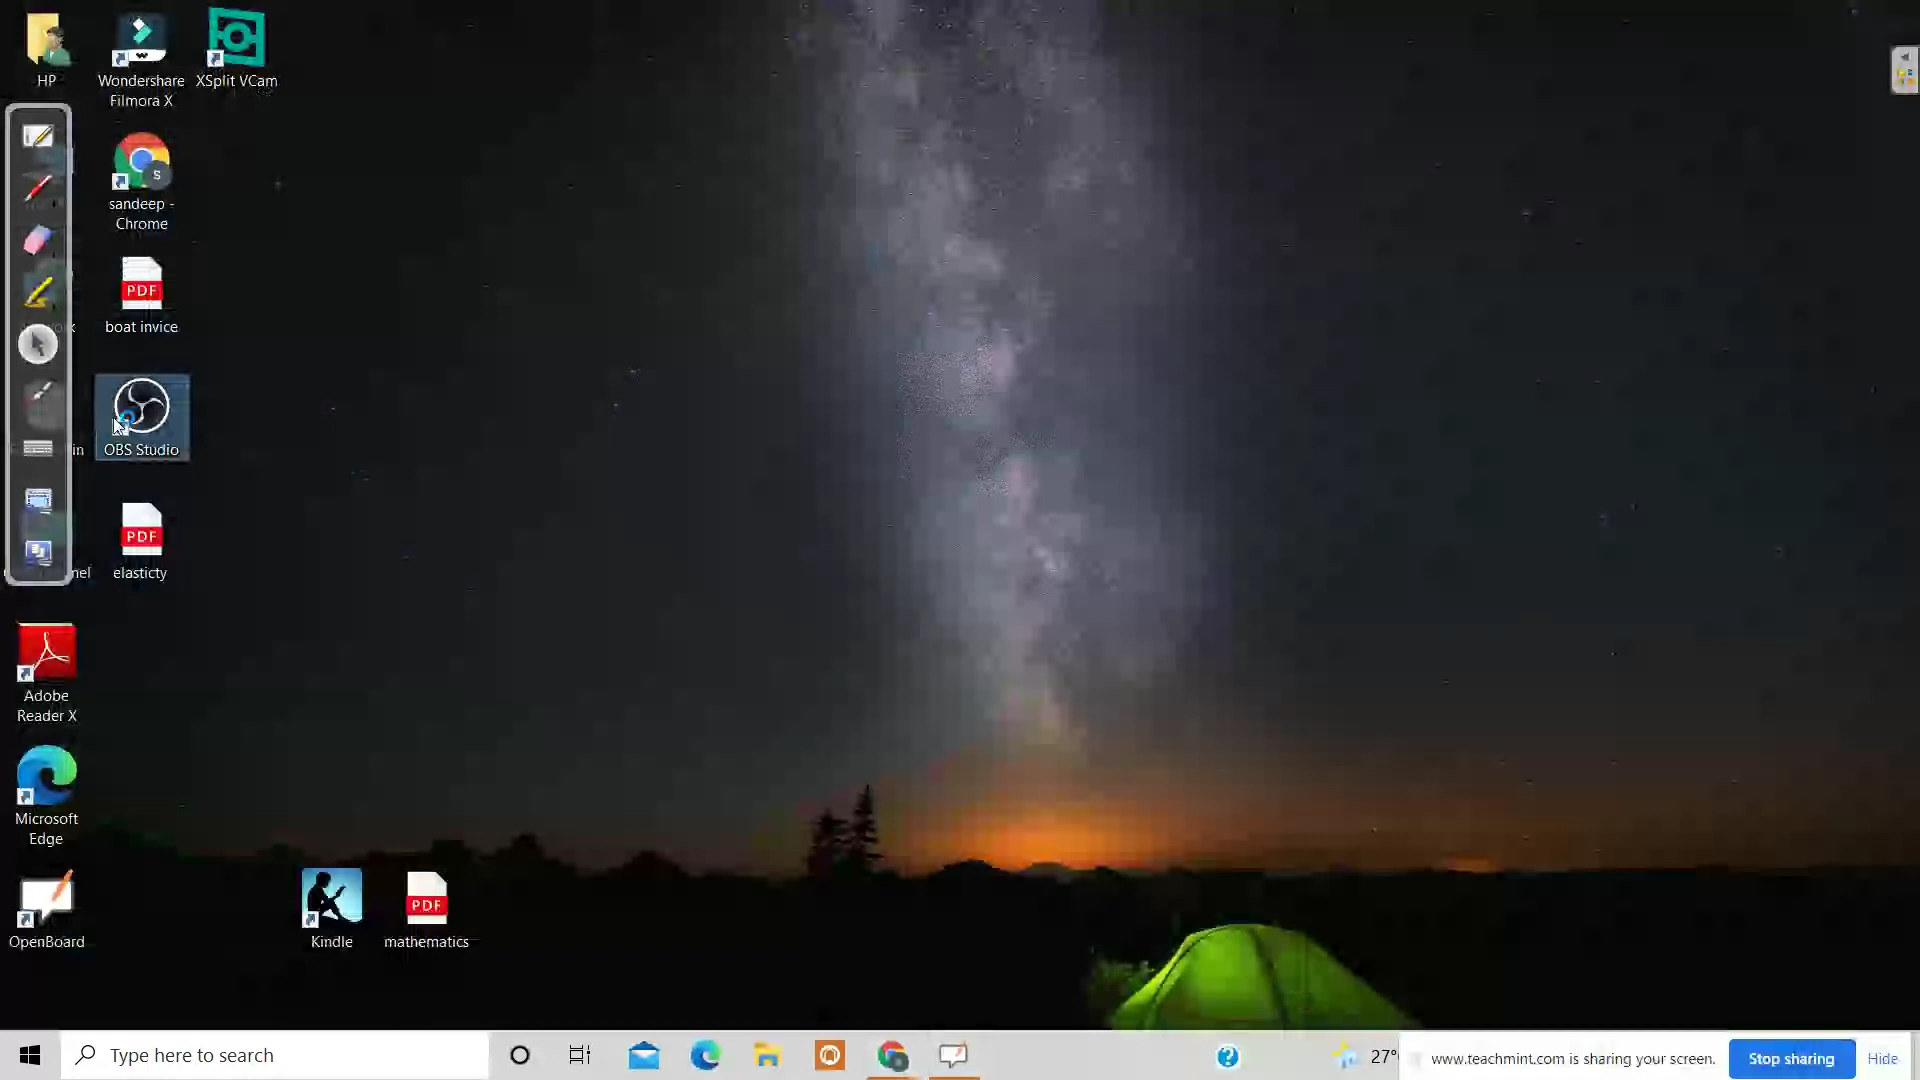 HP
Wondershare
Filmora X
XSplit VCam
S
sandeep -
Chrome
PDF
boat invice
OBS Studio
in
PDF
elasticty
nel
Adobe
Reader X
Microsoft
Edge
OpenBoard
Kindle
PDF
mathematics
Type here to search
27°
www.teachmint.com is sharing your screen.
Stop sharing
Hide